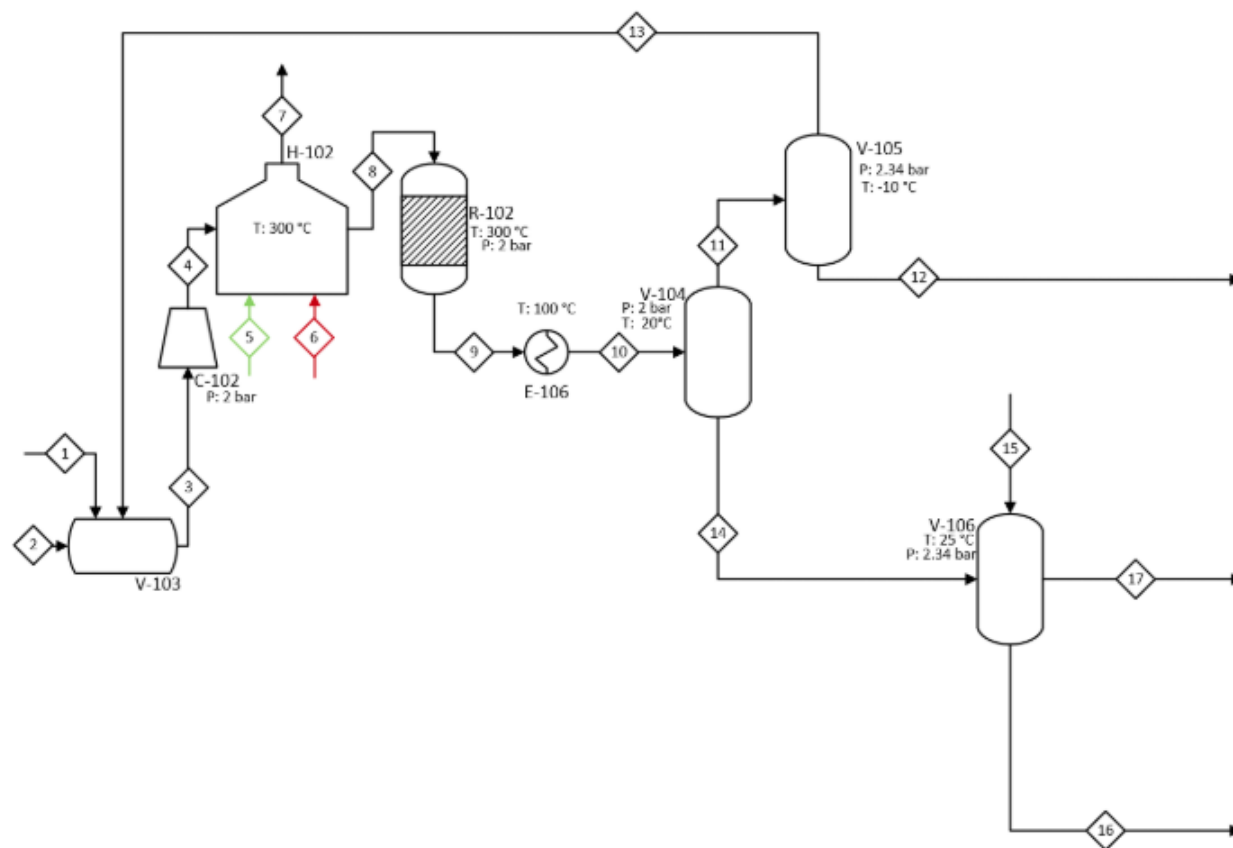 13
7
H-102
8
V-105
P: 2.34 bar
T: -10 °C
R-102
T: 300 °C
P: 2 bar
T: 300 °C
4
11
12
V-104
P: 2 bar
T: 20°C
T: 100 °C
5
6
9
10
E-106
C-102
P: 2 bar
1
3
15
2
V-103
14
V-106
T: 25 °C
P: 2.34 bar
17
16